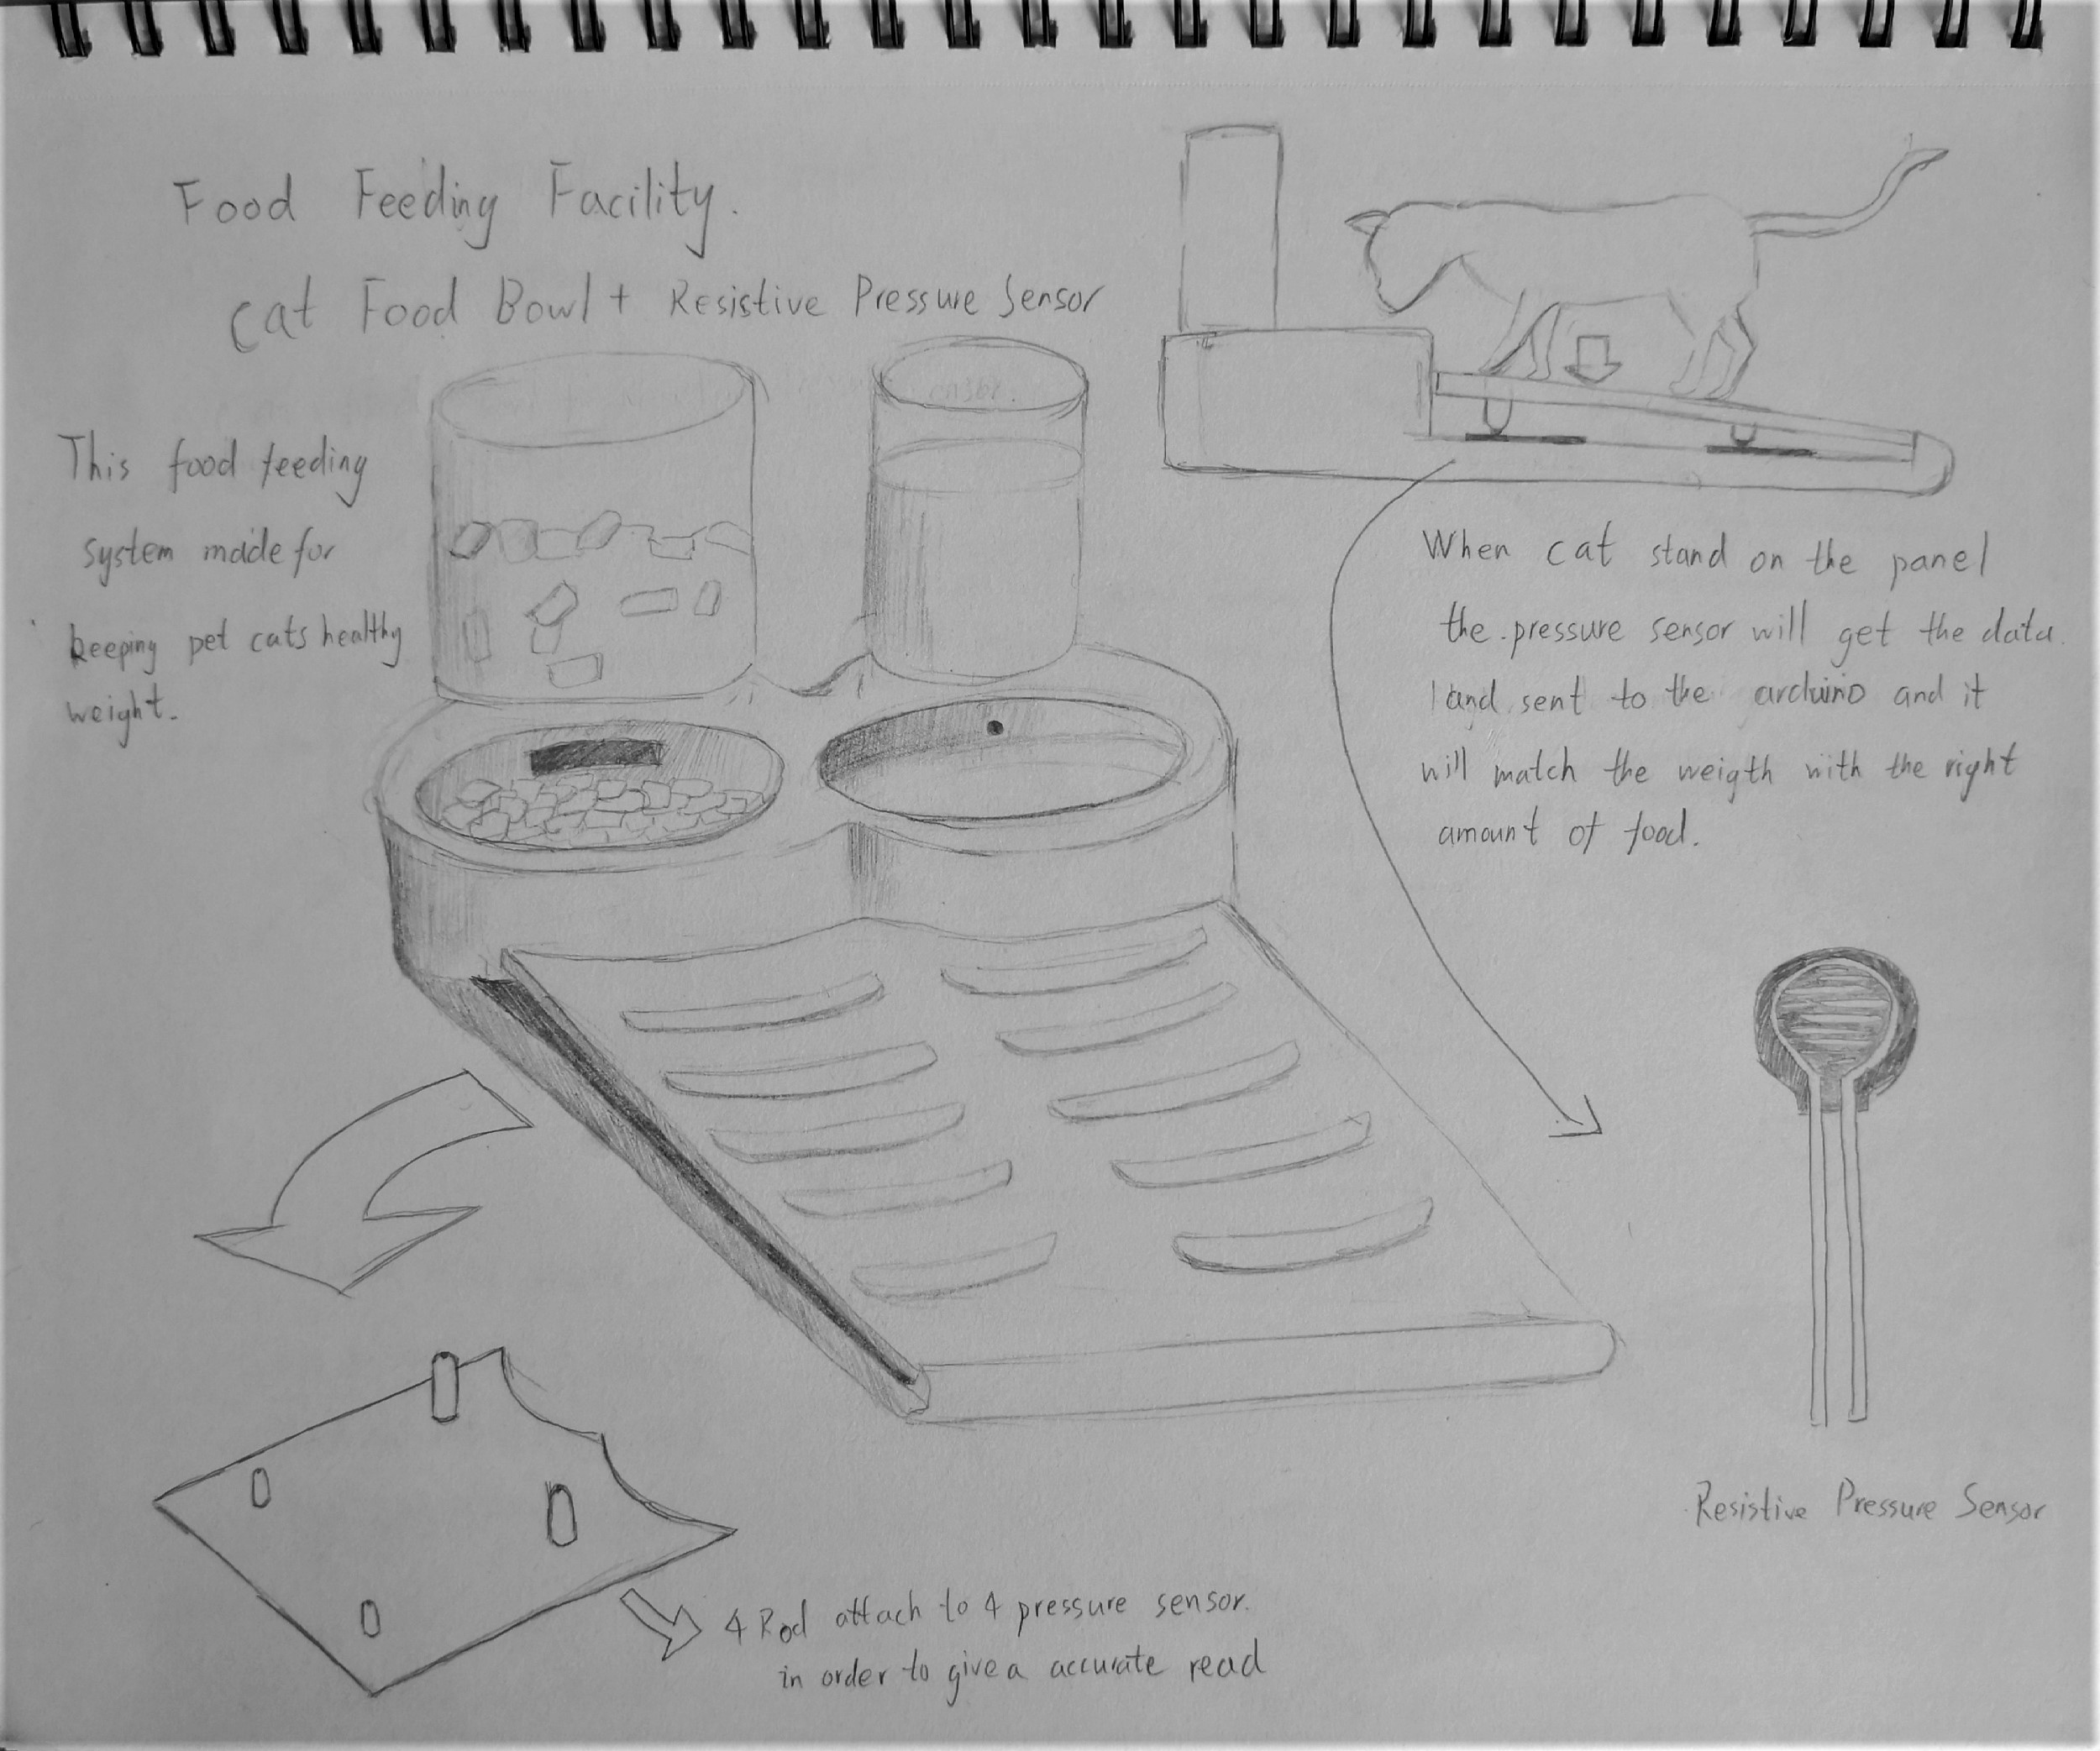 Food Feeding Facility.
Cat Food Bowl + Resistive Pressure Sensor
This food feeding
system made for
keeping pet cats healthy
weight.
When cat stand on the panel
the pressure sensor will get the data.
and sent to the arduino and it
will match the weigth with the right
amount of food.
Resistive Pressure Sensor
4 Rod attach to 4 pressure sensor.
in order to give a accurate read